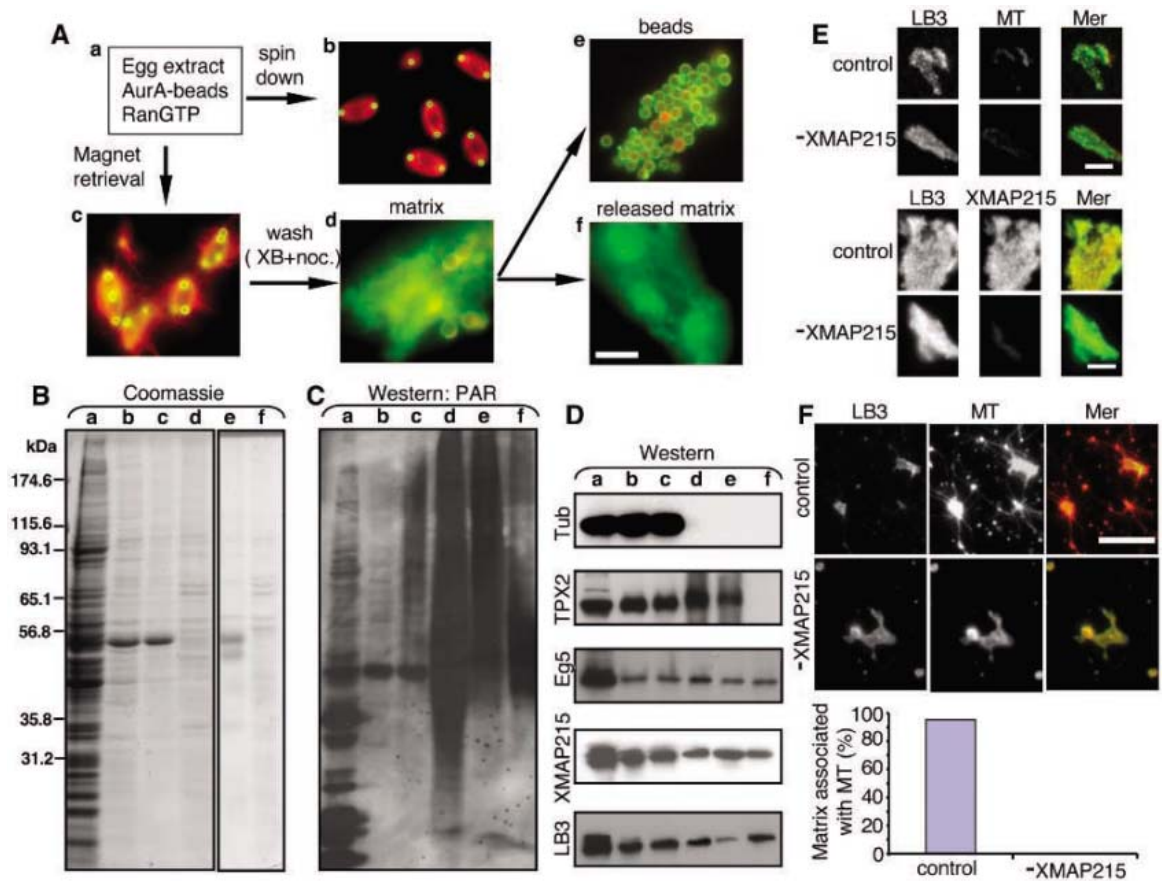 A
a
Egg extract
AurA-beads
RanGTP
spin
down
b
beads
e
Magnet
retrieval
c
wash
( XB+noc.)
matrix
d
released matrix
f
B
Coomassie
a b c d e f
kDa
174.6
115.6
93.1
65.1
56.8
35.8
31.2
C
Western: PAR
a b c d e f
D
Western
a b c d e f
Tub
TPX2
Eg5
XMAP215
LB3
E
LB3 MT Mer
control
-XMAP215
LB3 XMAP215 Mer
control
-XMAP215
F
LB3 MT Mer
control
-XMAP215
Matrix associated
with MT (%)
100
80
60
40
20
0
control -XMAP215